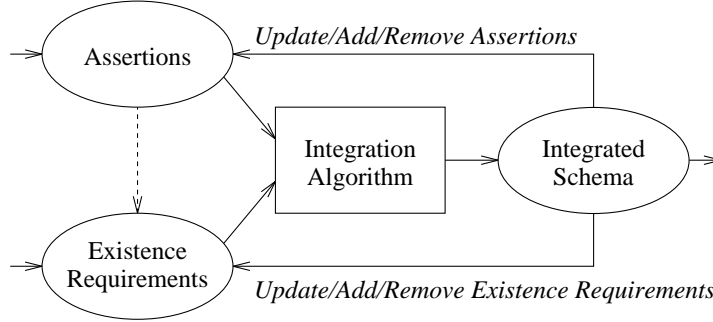 Update/Add/Remove Assertions
Assertions
Integration
Algorithm
Integrated
Schema
Existence
Requirements
Update/Add/Remove Existence Requirements